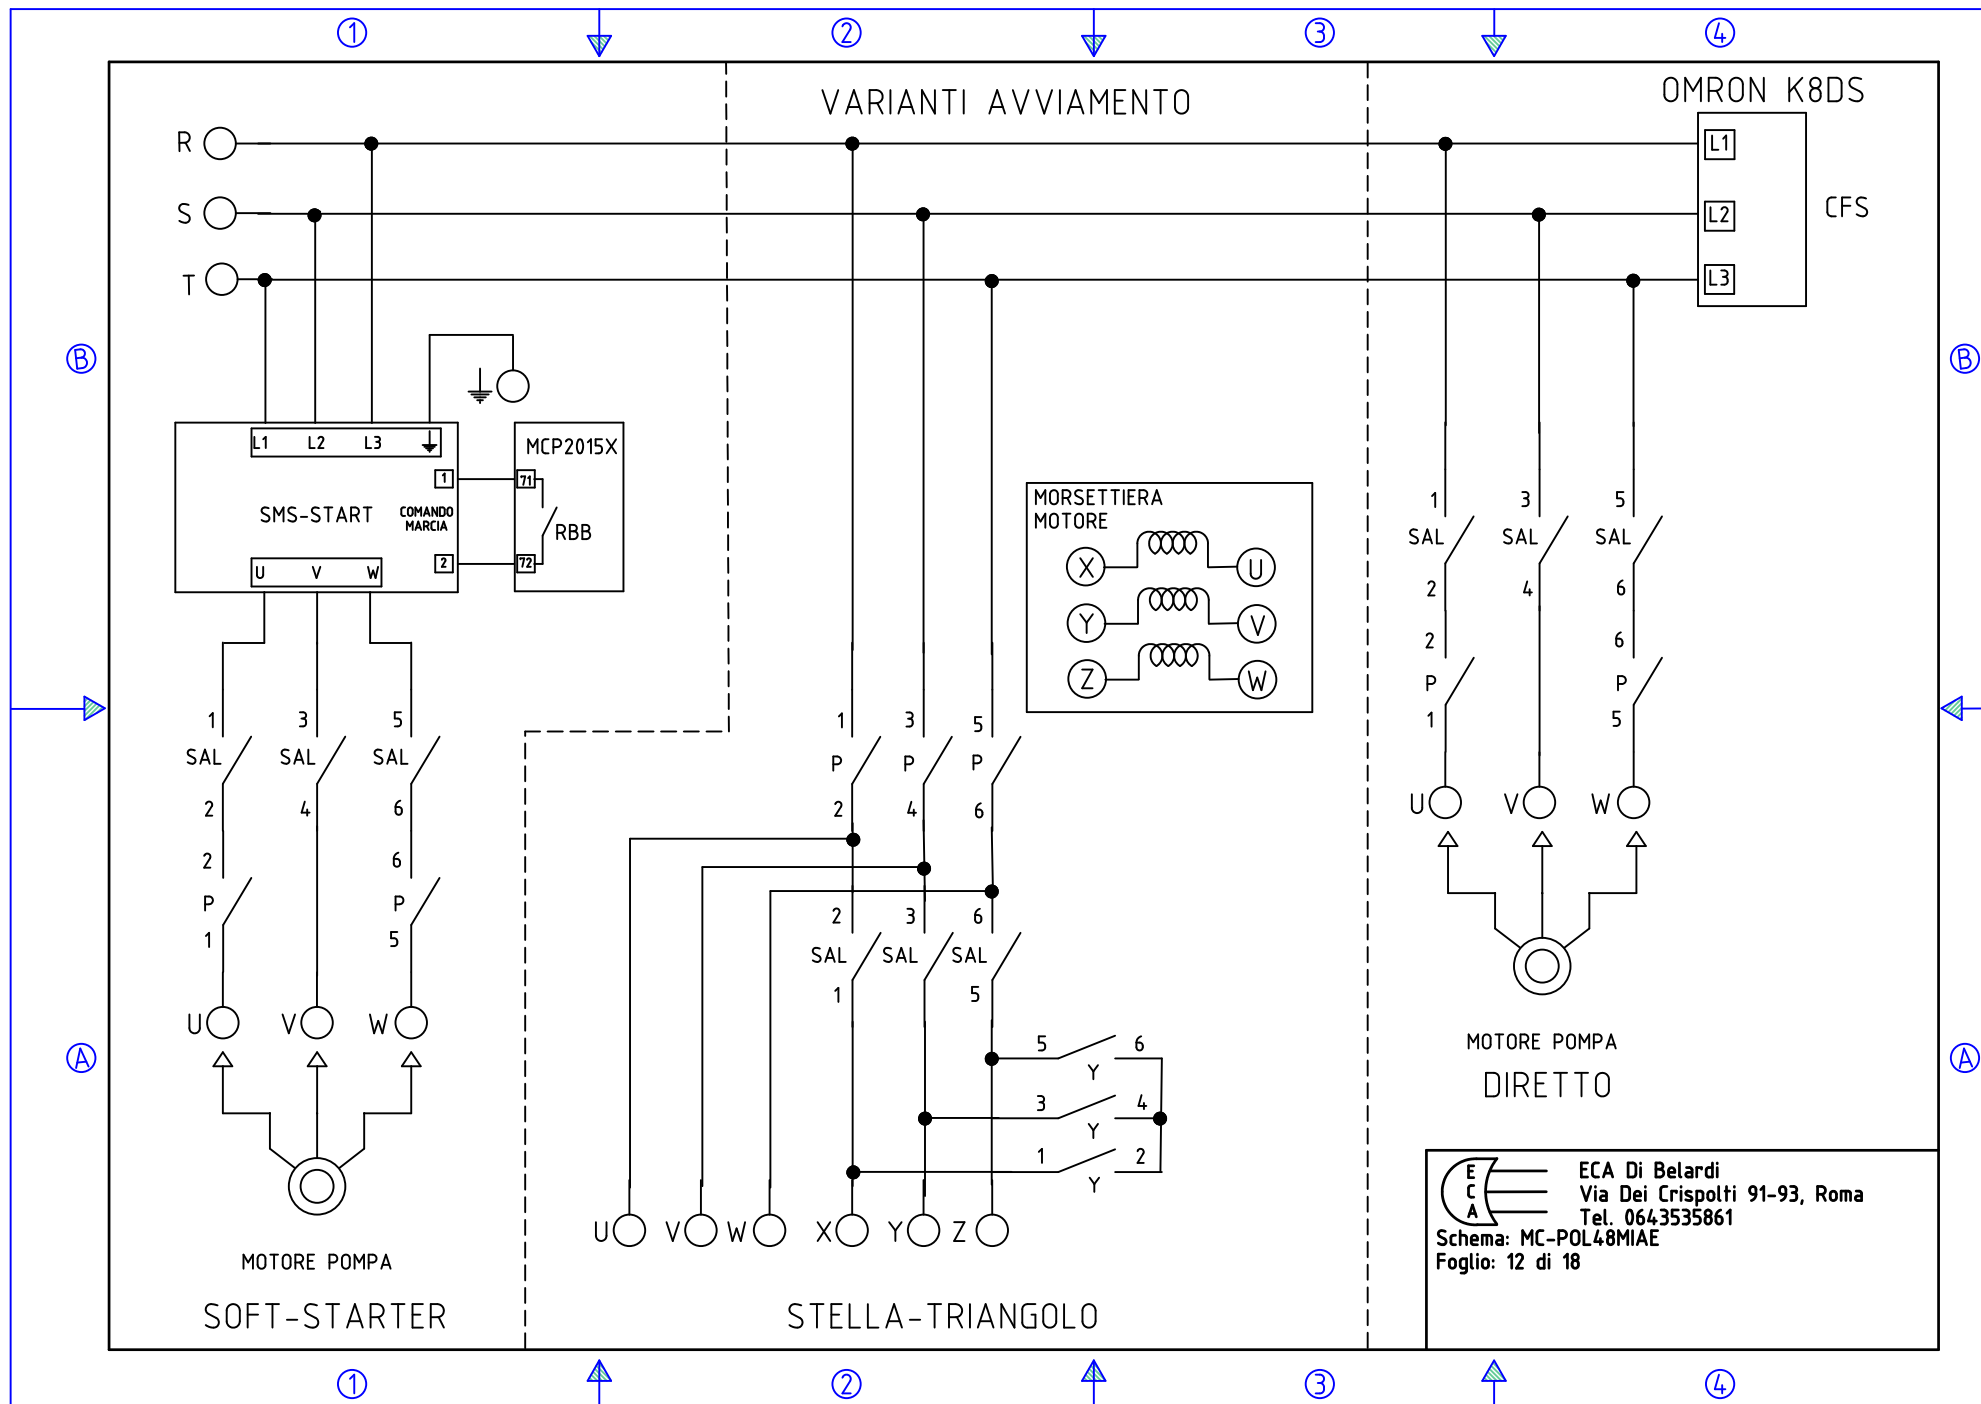 1 2 3 4
VARIANTI AVVIAMENTO
OMRON K8DS
R
S
T
L1
L2
L3
CFS
B B
L1 L2 L3
MCP2015X
1
71
SMS-START
COMANDO
MARCIA
RBB
2
72
U V W
1 3 5
SAL SAL SAL
2 4 6
2 6
P P
1 5
U V W
MOTORE POMPA
SOFT-STARTER
MORSETTIERA
MOTORE
X U
Y V
Z W
1 3 5
P P P
2 4 6
2 3 6
SAL SAL SAL
1 5
5 6
Y
3 4
Y
1 2
Y
U V W X Y Z
STELLA-TRIANGOLO
1 3 5
SAL SAL SAL
2 4 6
2 6
P P
1 5
U V W
MOTORE POMPA
DIRETTO
A A
E
C
A
ECA Di Belardi
Via Dei Crispolti 91-93, Roma
Tel. 0643535861
Schema: MC-POL48MIAE
Foglio: 12 di 18
1 2 3 4